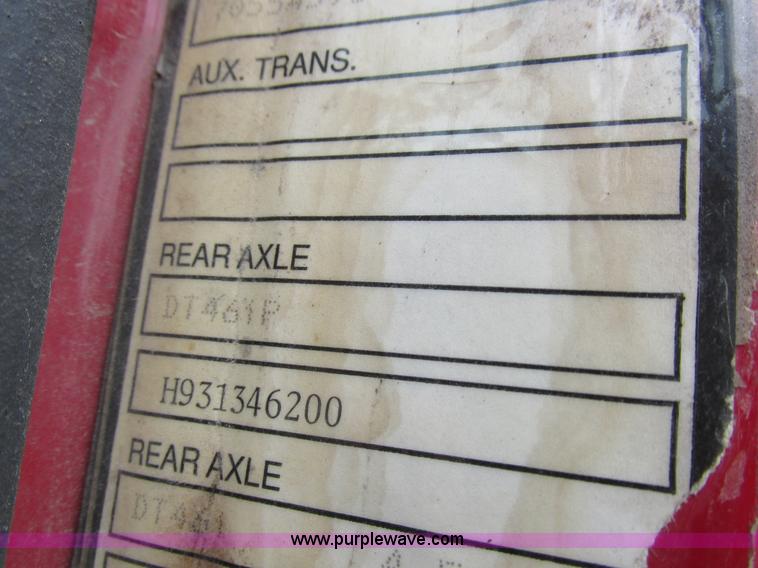 AUX. TRANS.
REAR AXLE
DT461P
H931346200
REAR AXLE
www.purplewave.com